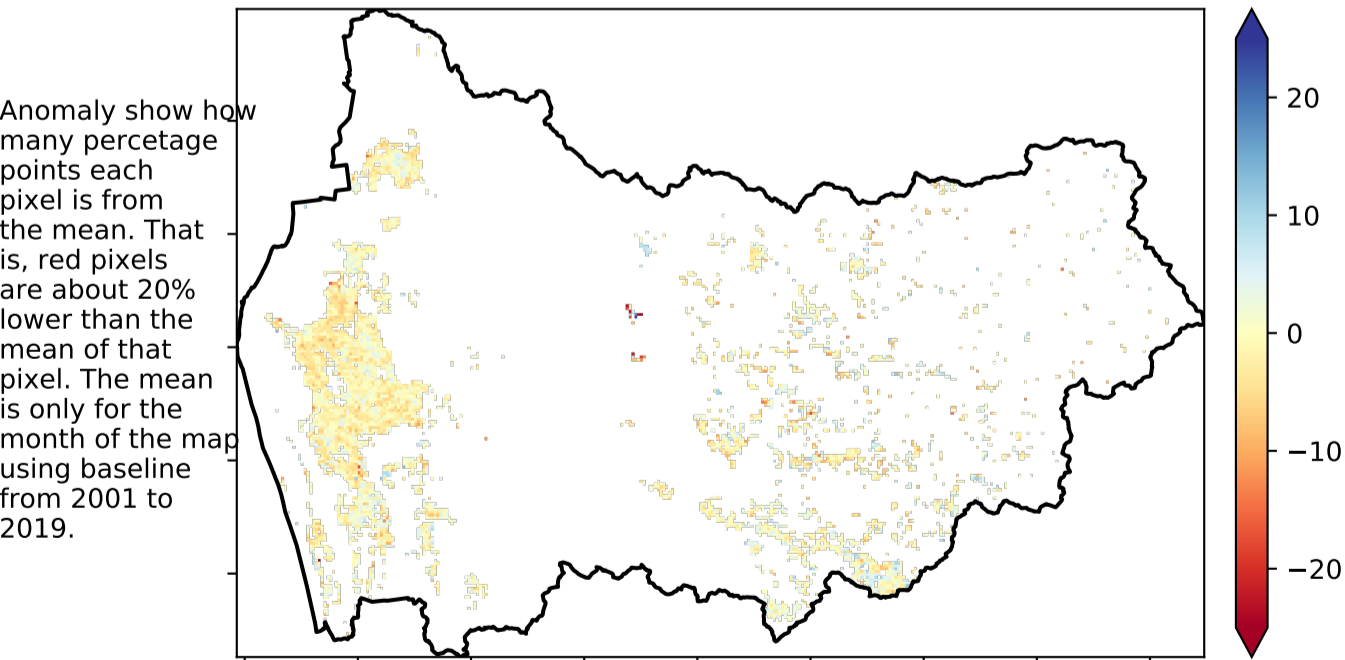 Anomaly show how
many percetage
points each
pixel is from
the mean. That
is, red pixels
are about 20%
lower than the
mean of that
pixel. The mean
is only for the
month of the map
using baseline
from 2001 to
2019.
20
10
0
−10
−20